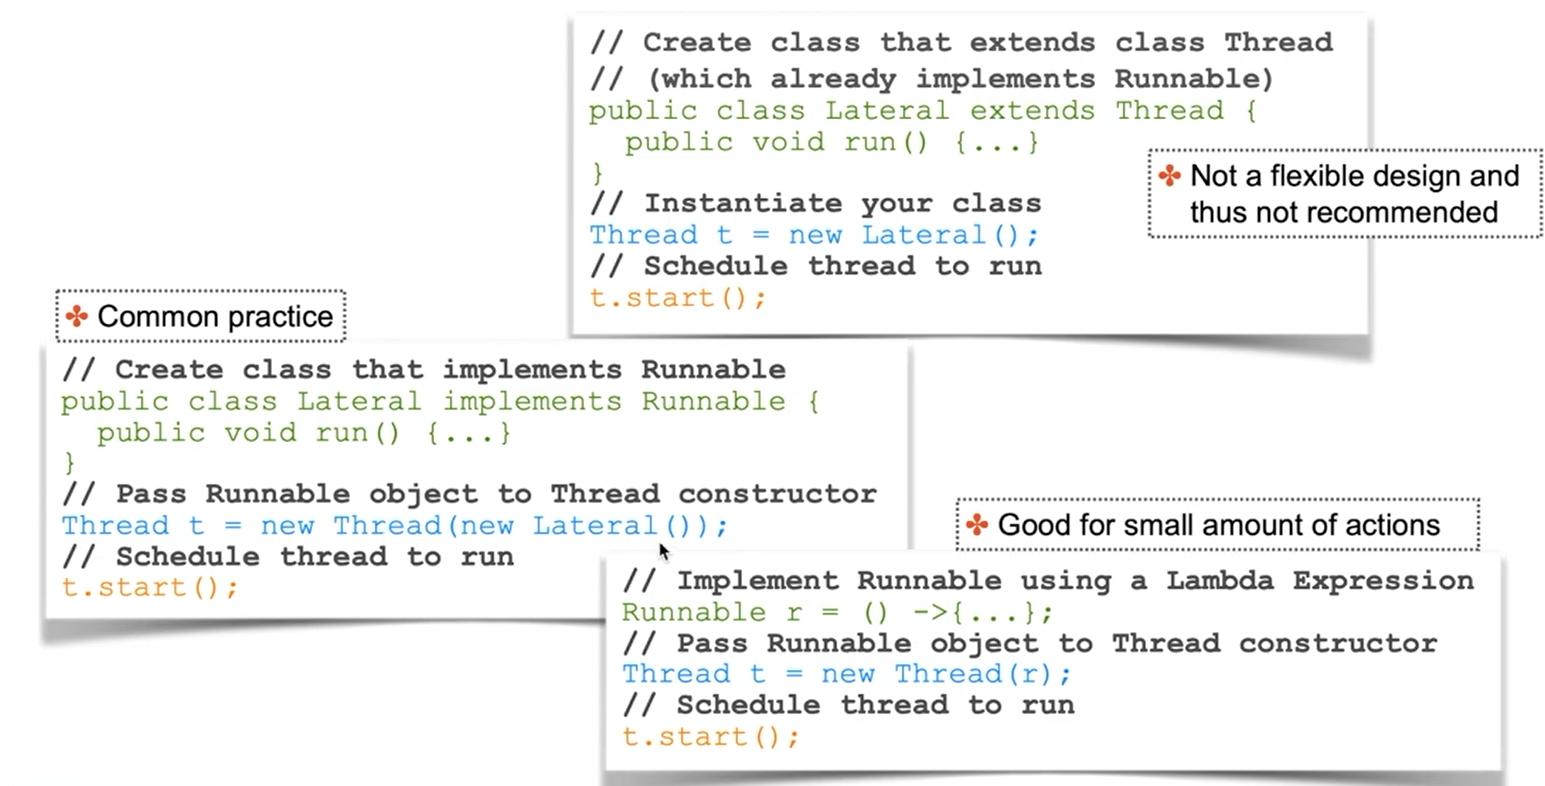 // Create class that extends class Thread
// (which already implements Runnable)
public class Lateral extends Thread {
  public void run() {...}
}
// Instantiate your class
Thread t = new Lateral();
// Schedule thread to run
t.start();
Not a flexible design and
thus not recommended
Common practice
// Create class that implements Runnable
public class Lateral implements Runnable {
  public void run() {...}
}
// Pass Runnable object to Thread constructor
Thread t = new Thread(new Lateral());
// Schedule thread to run
t.start();
Good for small amount of actions
// Implement Runnable using a Lambda Expression
Runnable r = () ->{...};
// Pass Runnable object to Thread constructor
Thread t = new Thread(r);
// Schedule thread to run
t.start();